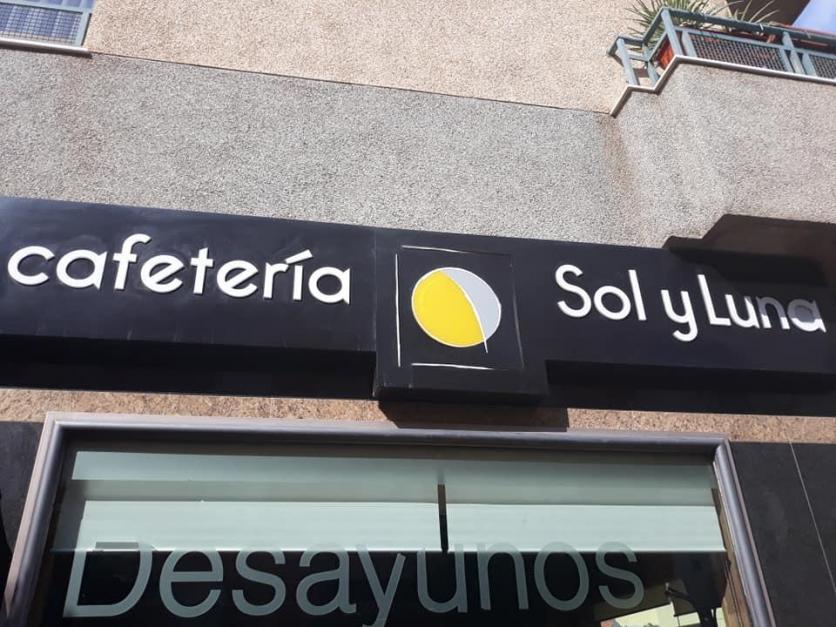 cafetería Sol y Luna
Desayunos